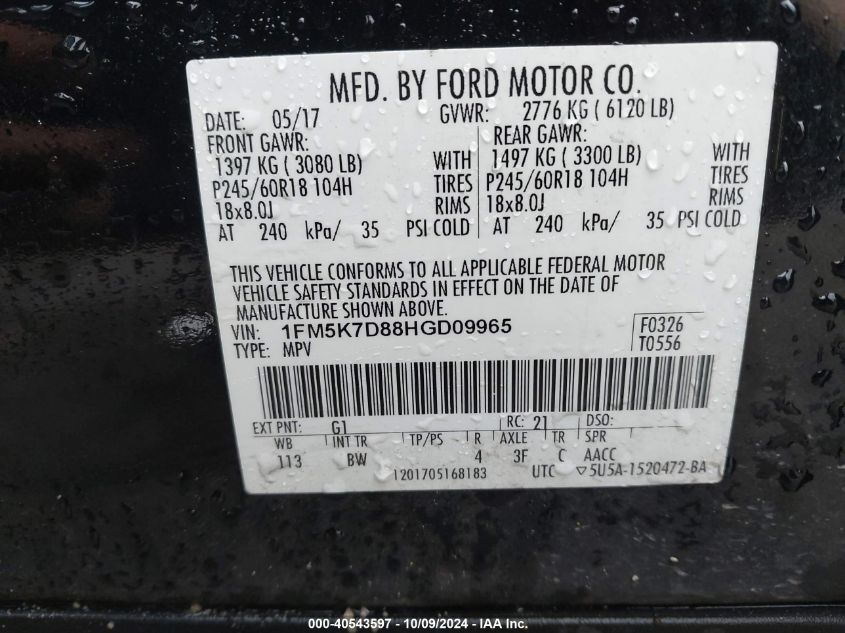 MFD. BY FORD MOTOR CO.
DATE: 05/17 GVWR: 2776 KG ( 6120 LB)
FRONT GAWR: REAR GAWR:
1397 KG ( 3080 LB) WITH 1497 KG ( 3300 LB) WITH
P245/60R18 104H TIRES P245/60R18 104H TIRES
18x8.0J RIMS 18x8.0J RIMS
AT 240 kPa/ 35 PSI COLD AT 240 kPa/ 35 PSI COLD
THIS VEHICLE CONFORMS TO ALL APPLICABLE FEDERAL MOTOR
VEHICLE SAFETY STANDARDS IN EFFECT ON THE DATE OF
MANUFACTURE SHOWN ABOVE.
VIN: 1FM5K7D88HGD09965 F0326
TYPE: MPV T0556
EXT PNT: G1 RC: 21 DSO:
WB INT TR TP/PS R AXLE TR SPR
113 BW 4 3F C AACC
1201705168183 UTC ▽5U5A-1520472-BA
000-40543597 - 10/09/2024 - IAA Inc.